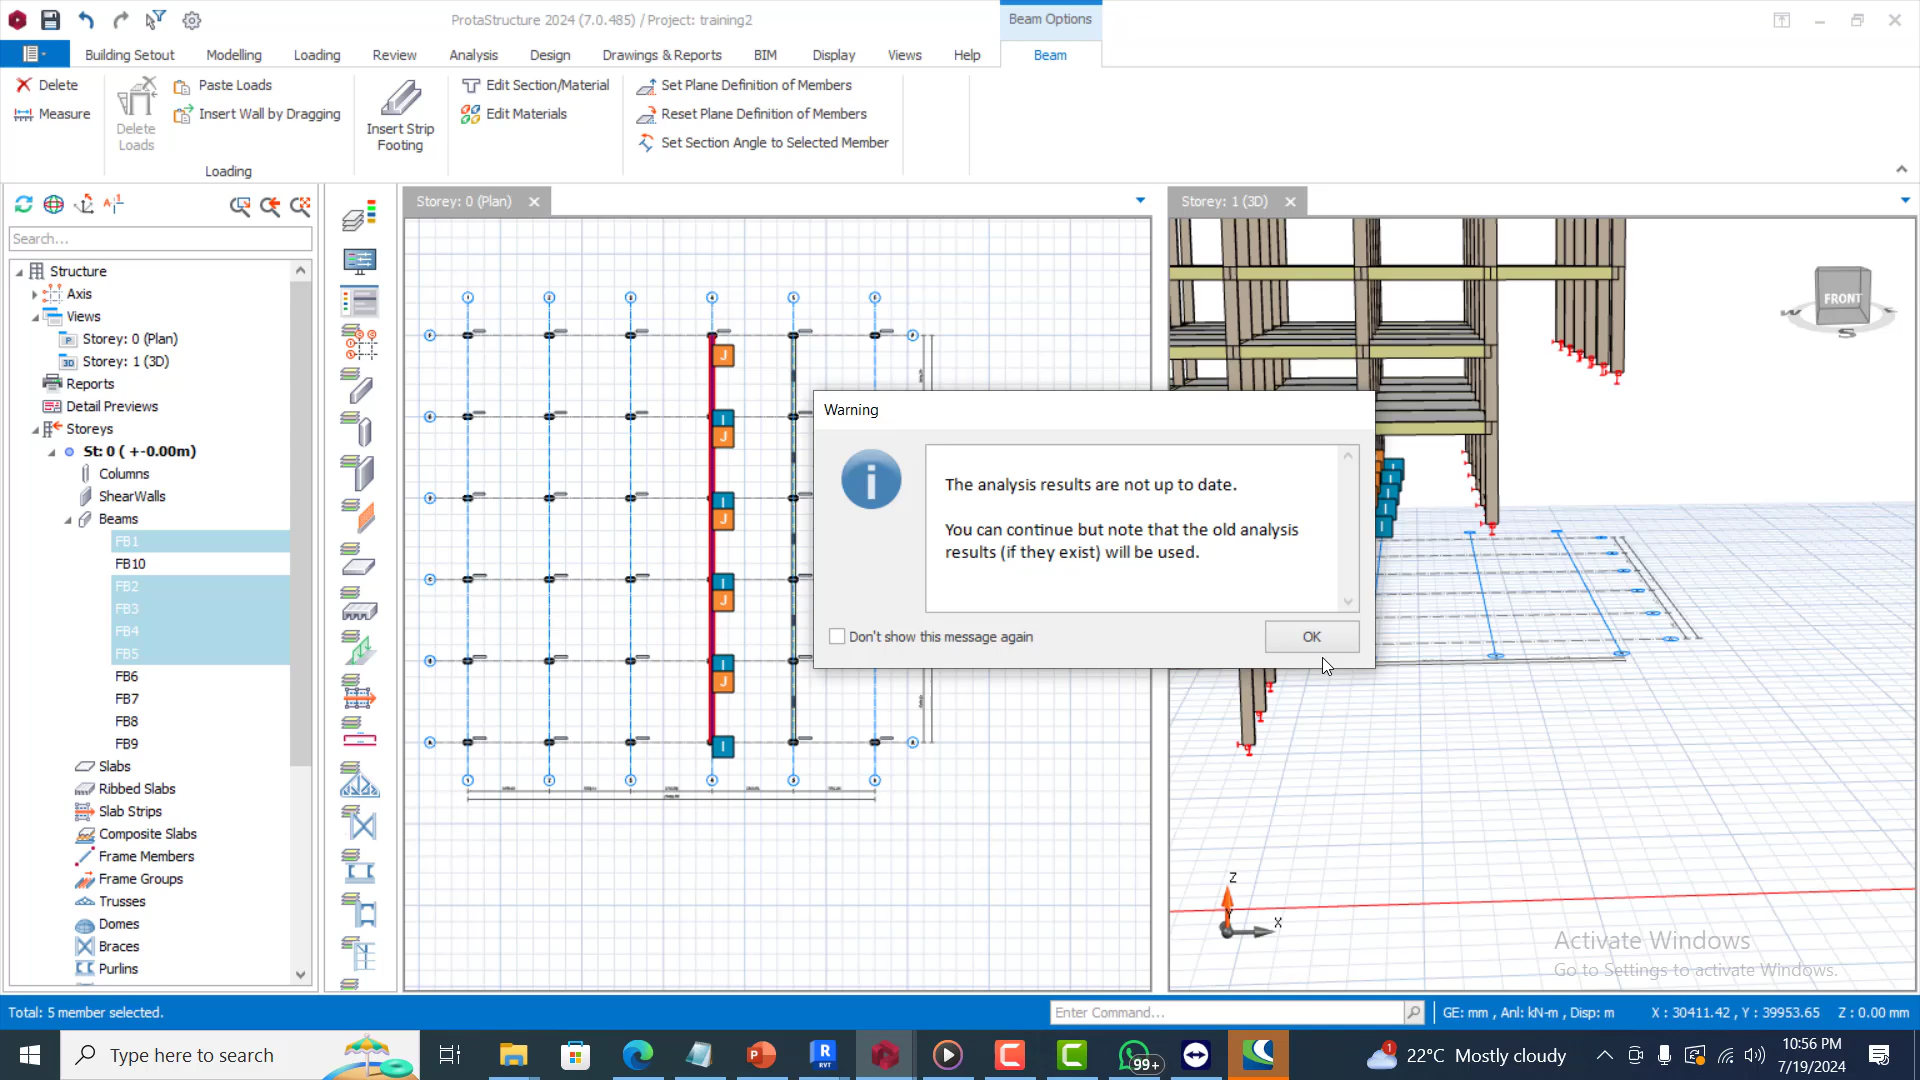 ProtaStructure 2024 (7.0.485) / Project: training2
Beam Options
Building Setout
Modelling
Loading
Review
Analysis
Design
Drawings & Reports
BIM
Display
Views
Help
Beam
Delete
Measure
Delete
Loads
Paste Loads
Insert Wall by Dragging
Loading
Insert Strip
Footing
Edit Section/Material
Edit Materials
Set Plane Definition of Members
Reset Plane Definition of Members
Set Section Angle to Selected Member
Search...
Structure
Axis
Views
Storey: 0 (Plan)
Storey: 1 (3D)
Reports
Detail Previews
Storeys
St: 0 ( +-0.00m)
Columns
ShearWalls
Beams
FB1
FB10
FB2
FB3
FB4
FB5
FB6
FB7
FB8
FB9
Slabs
Ribbed Slabs
Slab Strips
Composite Slabs
Frame Members
Frame Groups
Trusses
Domes
Braces
Purlins
Storey: 0 (Plan)
J
I
J
I
J
I
J
I
J
I
Storey: 1 (3D)
FRONT
W
S
Warning
The analysis results are not up to date.
You can continue but note that the old analysis
results (if they exist) will be used.
Don't show this message again
OK
Z
X
Activate Windows
Go to Settings to activate Windows.
Total: 5 member selected.
Enter Command...
GE: mm , Anl: kN-m , Disp: m
X : 30411.42 , Y : 39953.65
Z : 0.00 mm
Type here to search
99+
1
22°C Mostly cloudy
10:56 PM
7/19/2024